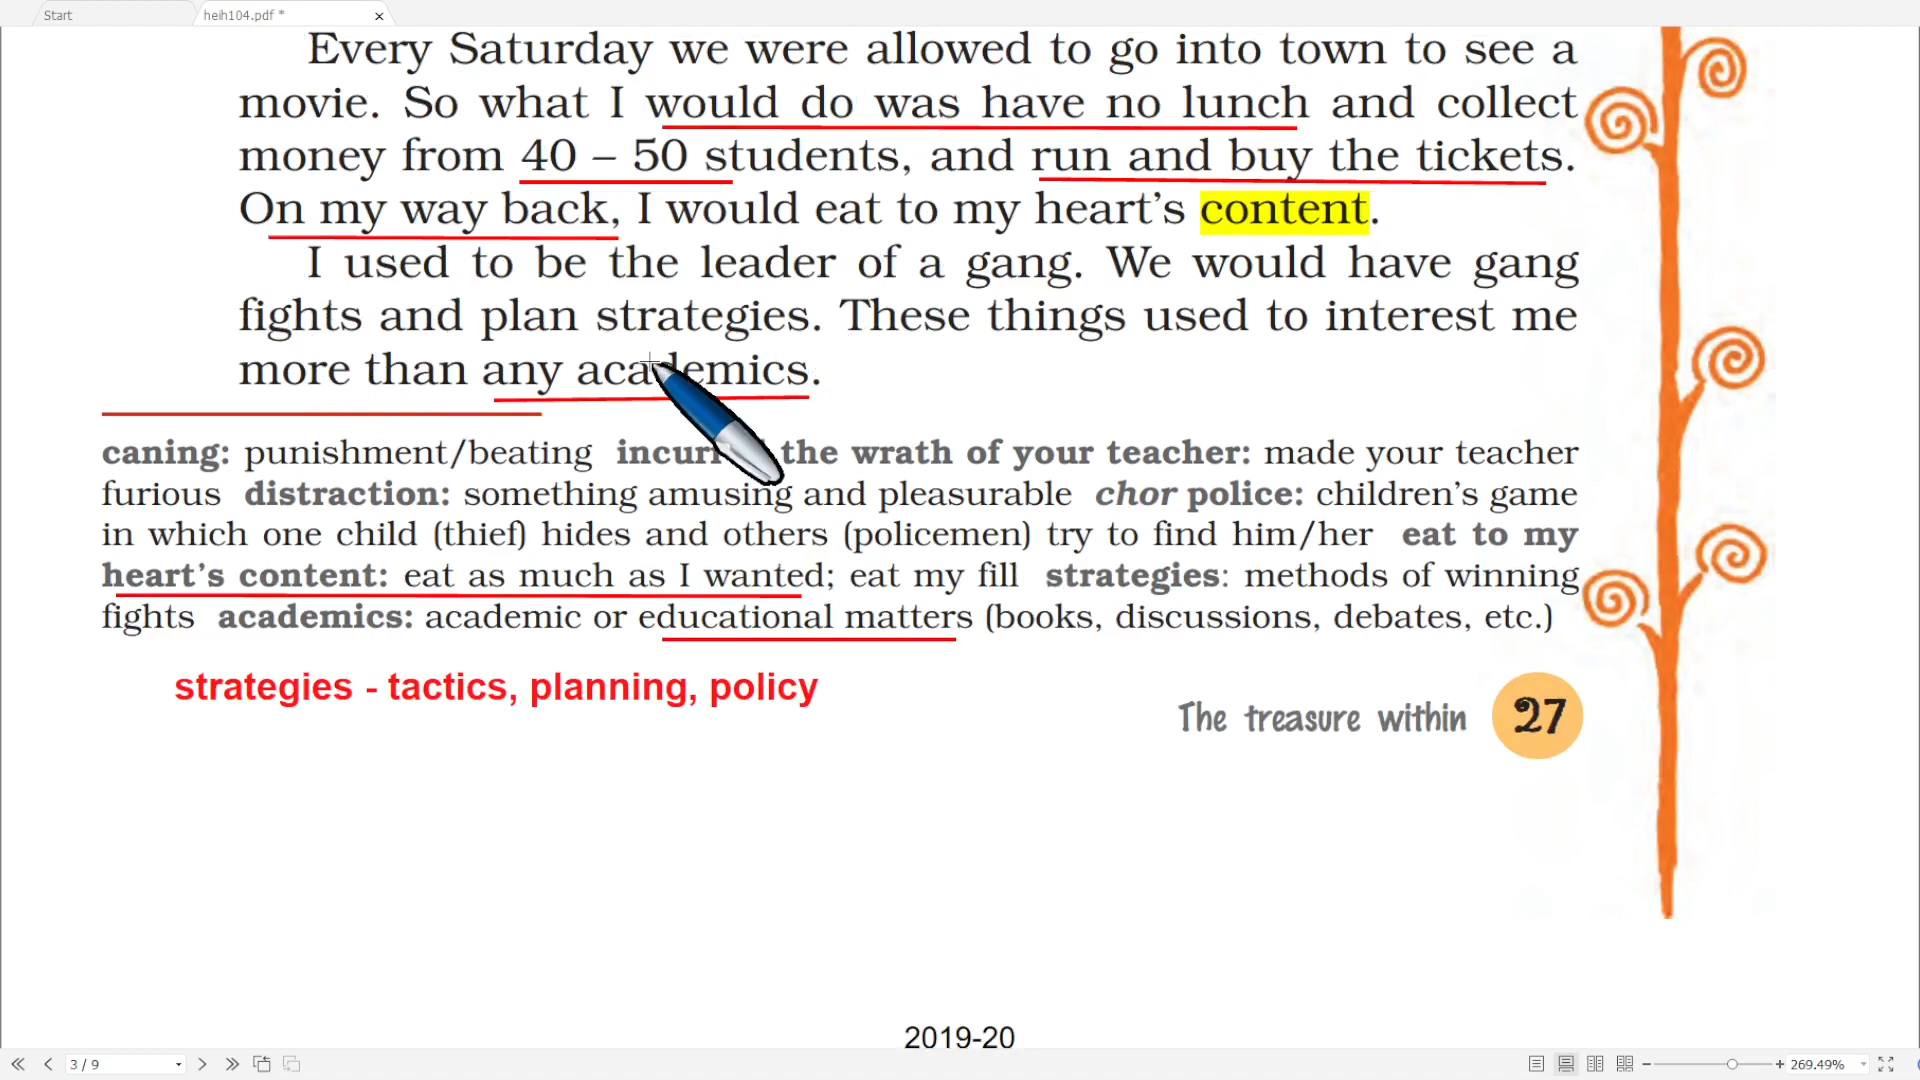 Start
heih104.pdf *
Every Saturday we were allowed to go into town to see a
movie. So what I would do was have no lunch and collect
money from 40 – 50 students, and run and buy the tickets.
On my way back, I would eat to my heart’s content.
I used to be the leader of a gang. We would have gang
fights and plan strategies. These things used to interest me
more than any academics.
caning: punishment/beating incurred the wrath of your teacher: made your teacher
furious distraction: something amusing and pleasurable chor police: children’s game
in which one child (thief) hides and others (policemen) try to find him/her eat to my
heart’s content: eat as much as I wanted; eat my fill strategies: methods of winning
fights academics: academic or educational matters (books, discussions, debates, etc.)
strategies - tactics, planning, policy
The treasure within 27
2019-20
3 / 9
269.49%